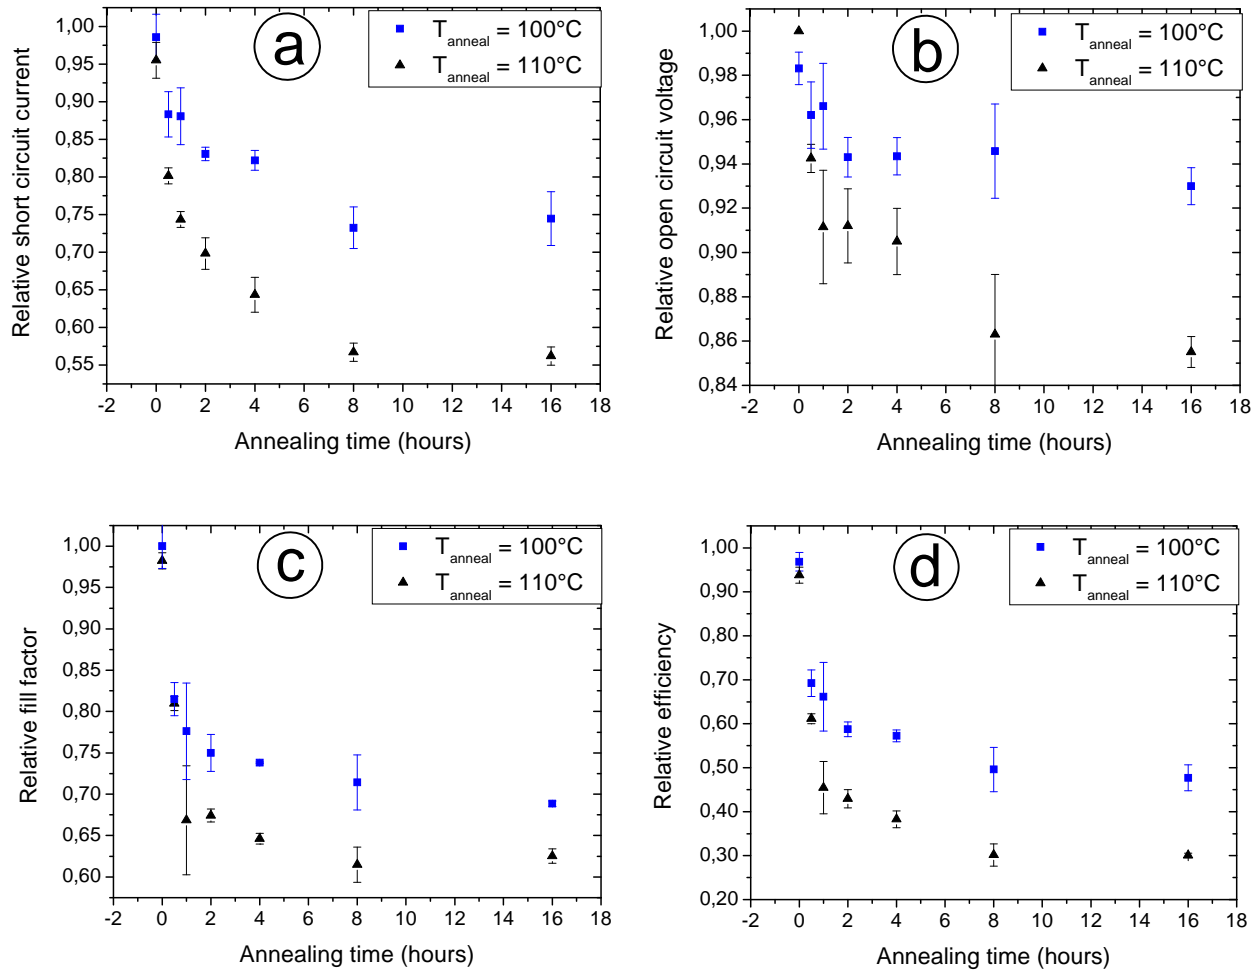 a
T anneal = 100°C
T anneal = 110°C
Relative short circuit current
1,00
0,95
0,90
0,85
0,80
0,75
0,70
0,65
0,60
0,55
-2 0 2 4 6 8 10 12 14 16 18
Annealing time (hours)
b
T anneal = 100°C
T anneal = 110°C
Relative open circuit voltage
1,00
0,98
0,96
0,94
0,92
0,90
0,88
0,86
0,84
-2 0 2 4 6 8 10 12 14 16 18
Annealing time (hours)
c
T anneal = 100°C
T anneal = 110°C
Relative fill factor
1,00
0,95
0,90
0,85
0,80
0,75
0,70
0,65
0,60
-2 0 2 4 6 8 10 12 14 16 18
Annealing time (hours)
d
T anneal = 100°C
T anneal = 110°C
Relative efficiency
1,00
0,90
0,80
0,70
0,60
0,50
0,40
0,30
0,20
-2 0 2 4 6 8 10 12 14 16 18
Annealing time (hours)